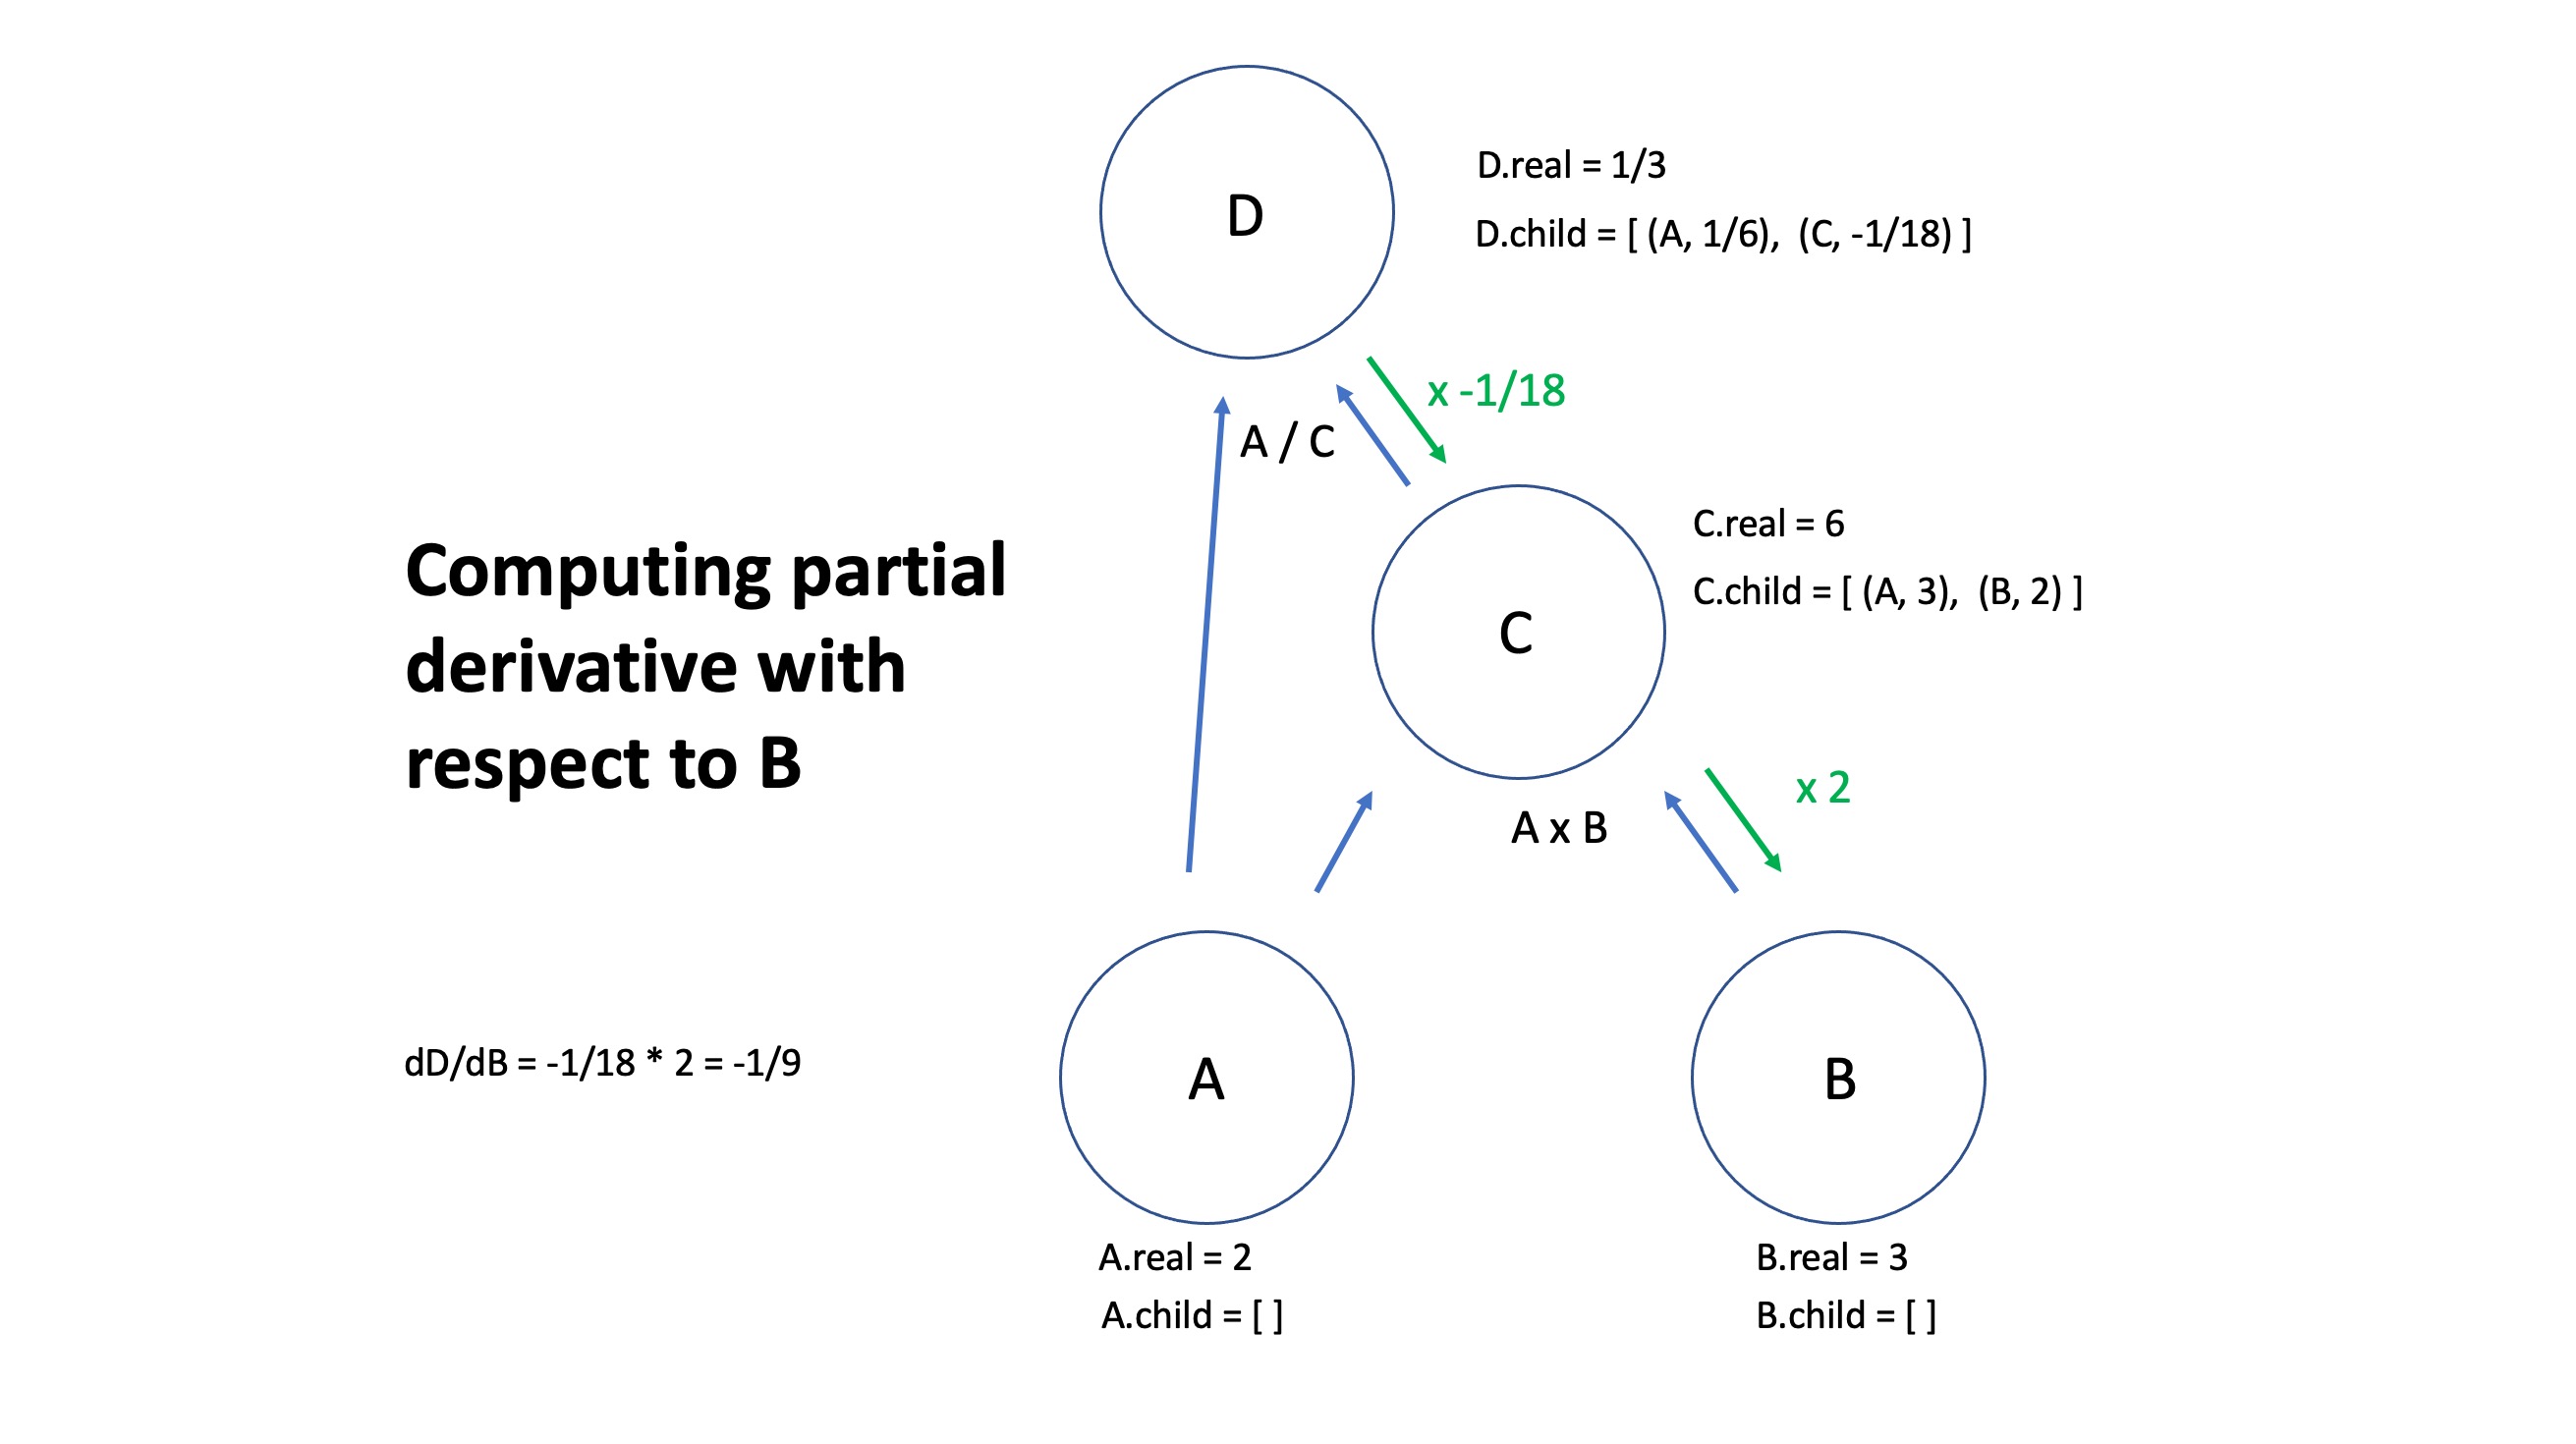 D
D.real = 1/3
D.child = [ (A, 1/6),  (C, -1/18) ]
x -1/18
A / C
C.real = 6
C.child = [ (A, 3),  (B, 2) ]
C
Computing partial
derivative with
respect to B
x 2
A x B
dD/dB = -1/18 * 2 = -1/9
A
B
A.real = 2
A.child = [ ]
B.real = 3
B.child = [ ]